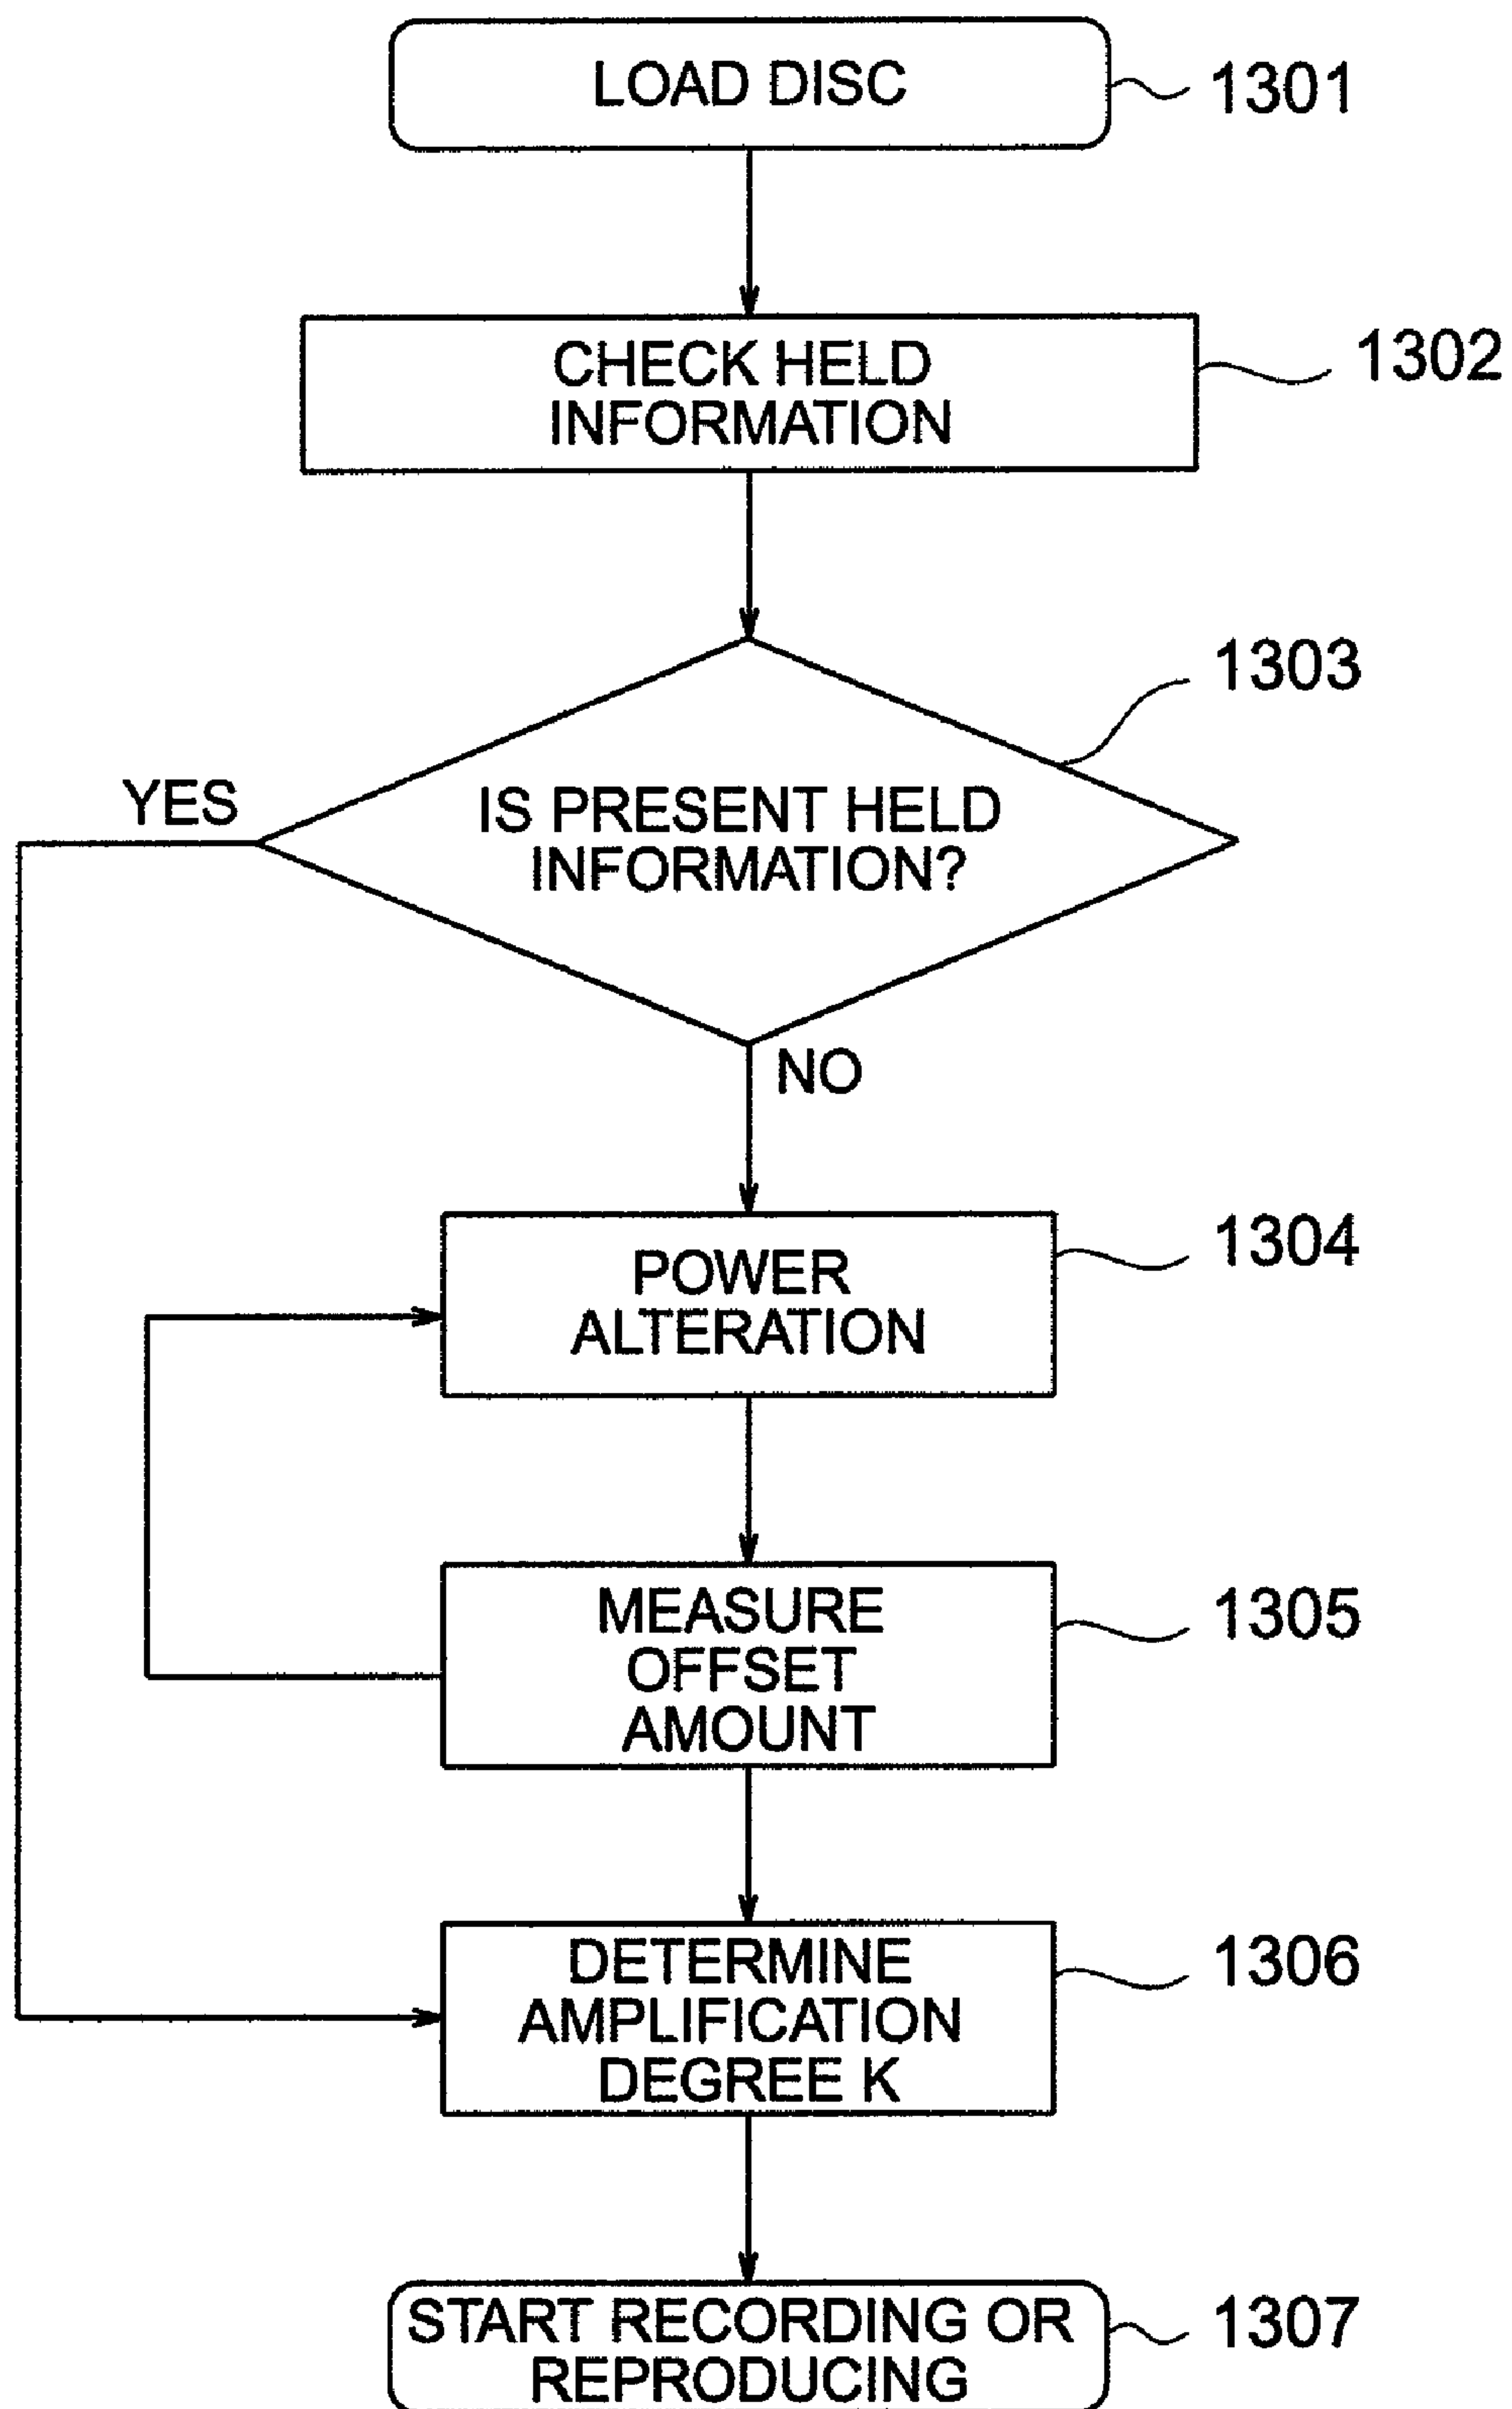 LOAD DISC
1301
CHECK HELD
INFORMATION
1302
1303
IS PRESENT HELD
INFORMATION?
YES
NO
POWER
ALTERATION
1304
MEASURE
OFFSET
AMOUNT
1305
DETERMINE
AMPLIFICATION
DEGREE K
1306
START RECORDING OR
REPRODUCING
1307